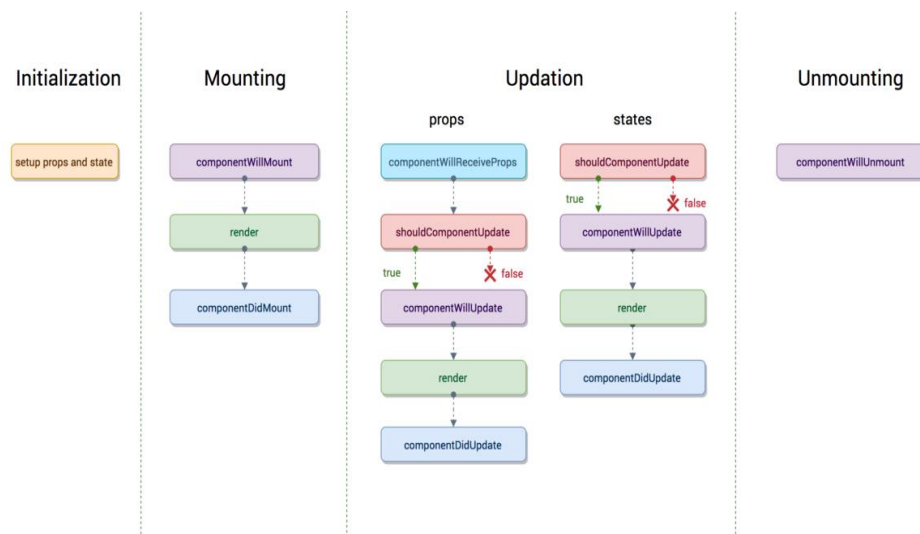 Initialization
Mounting
Updation
Unmounting
props
states
setup props and state
componentWillMount
componentWillReceiveProps
shouldComponentUpdate
componentWillUnmount
true
false
render
shouldComponentUpdate
componentWillUpdate
true
false
componentDidMount
componentWillUpdate
render
render
componentDidUpdate
componentDidUpdate